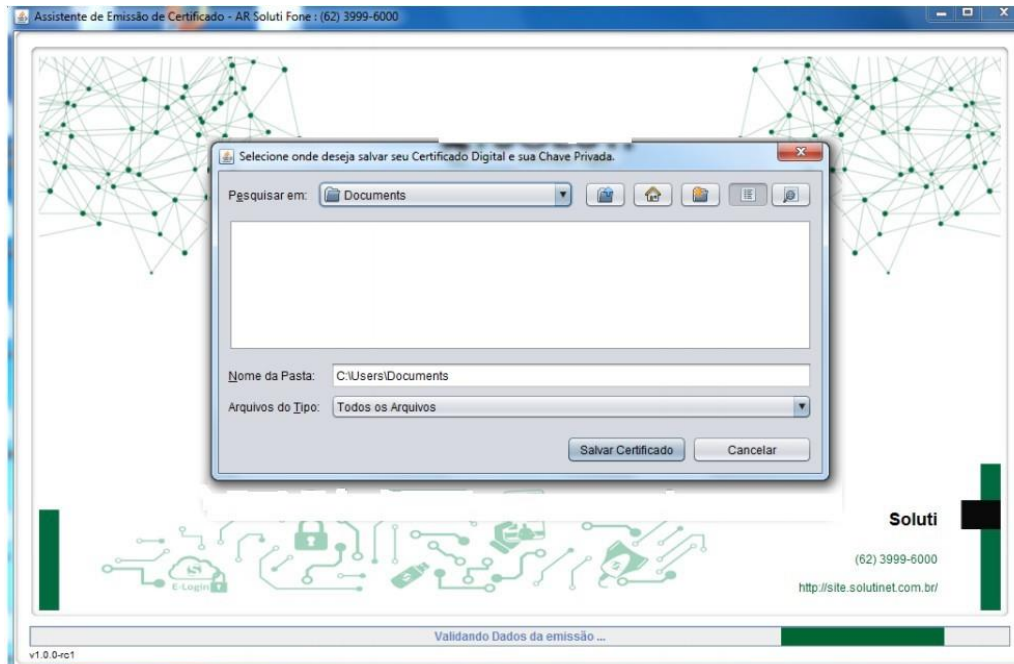 Assistente de Emissão de Certificado - AR Soluti Fone : (62) 3999-6000
Selecione onde deseja salvar seu Certificado Digital e sua Chave Privada.
Pesquisar em: Documents
Nome da Pasta: C:\Users\Documents
Arquivos do Tipo: Todos os Arquivos
Salvar Certificado Cancelar
E-Login
Soluti
(62) 3999-6000
http://site.solutinet.com.br/
Validando Dados da emissão ...
v1.0.0-rc1